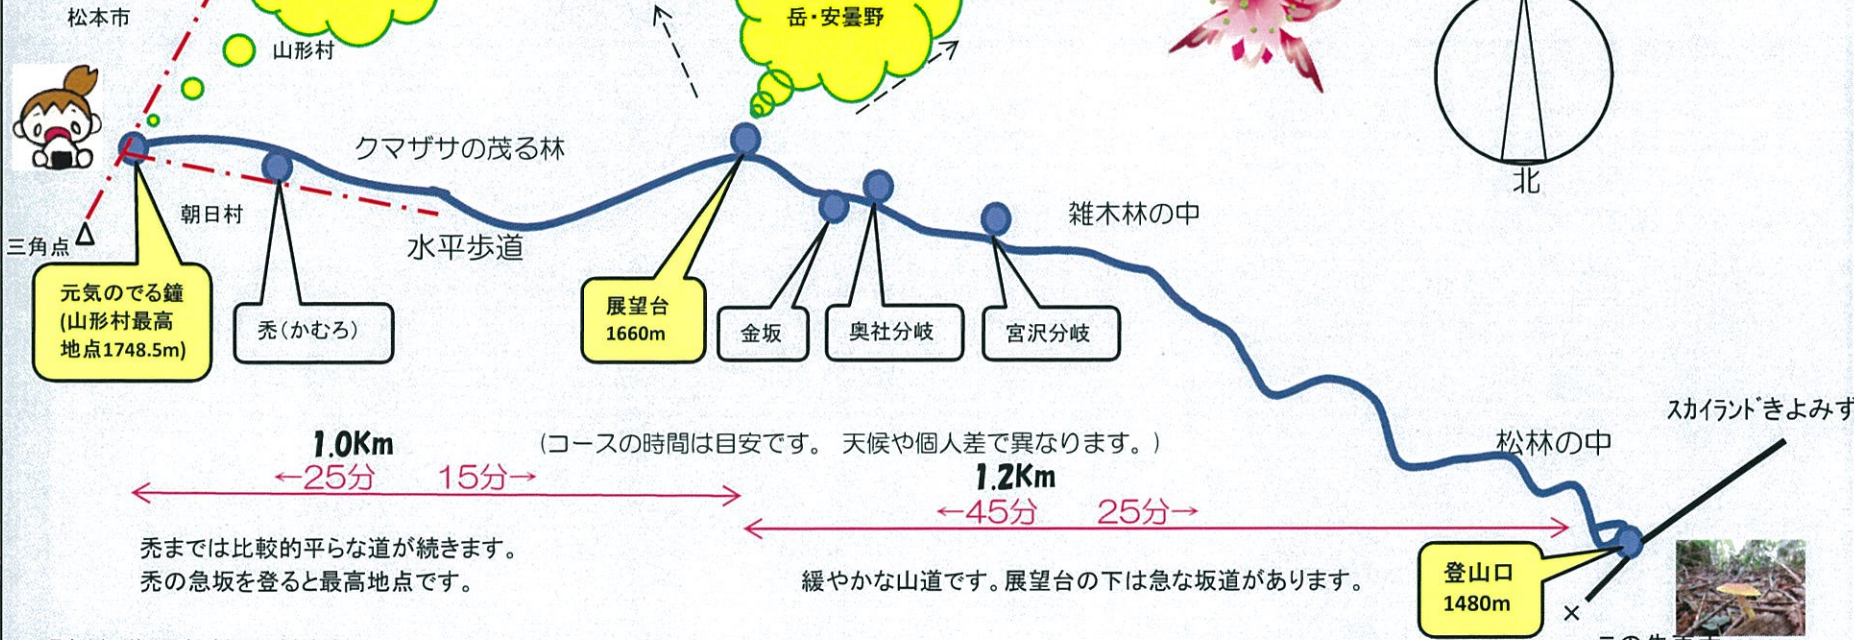 松本市
山形村
岳・安曇野
北
クマザサの茂る林
雑木林の中
朝日村
三角点
水平歩道
元気のでる鐘
(山形村最高
地点1748.5m)
禿(かむろ)
展望台
1660m
金坂
奥社分岐
宮沢分岐
スカイランドきよみず
松林の中
1.0Km
(コースの時間は目安です。 天候や個人差で異なります。)
←25分 15分→
1.2Km
←45分 25分→
禿までは比較的平らな道が続きます。
禿の急坂を登ると最高地点です。
緩やかな山道です。展望台の下は急な坂道があります。
登山口
1480m
×